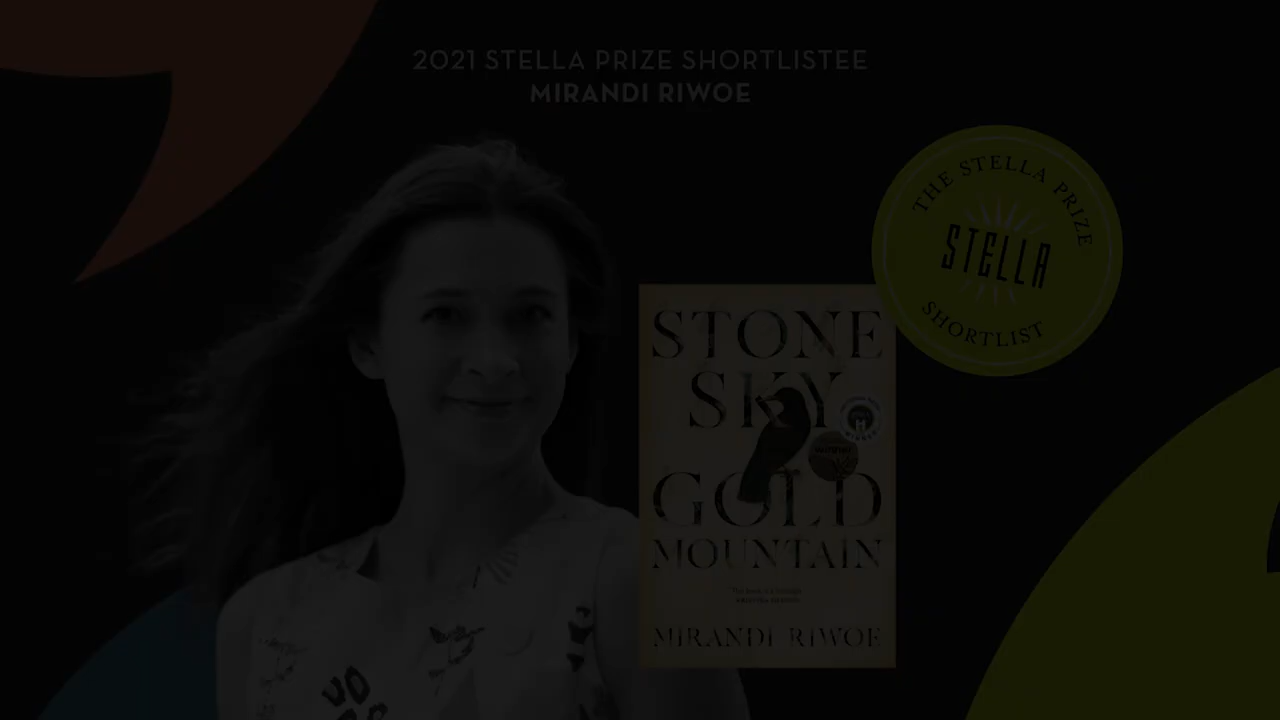 2021 STELLA PRIZE SHORTLISTEE
MIRANDI RIWOE
THE STELLA PRIZE
STELLA
SHORTLIST
STONE
SKY
GOLD
MOUNTAIN
MIRANDI RIWOE